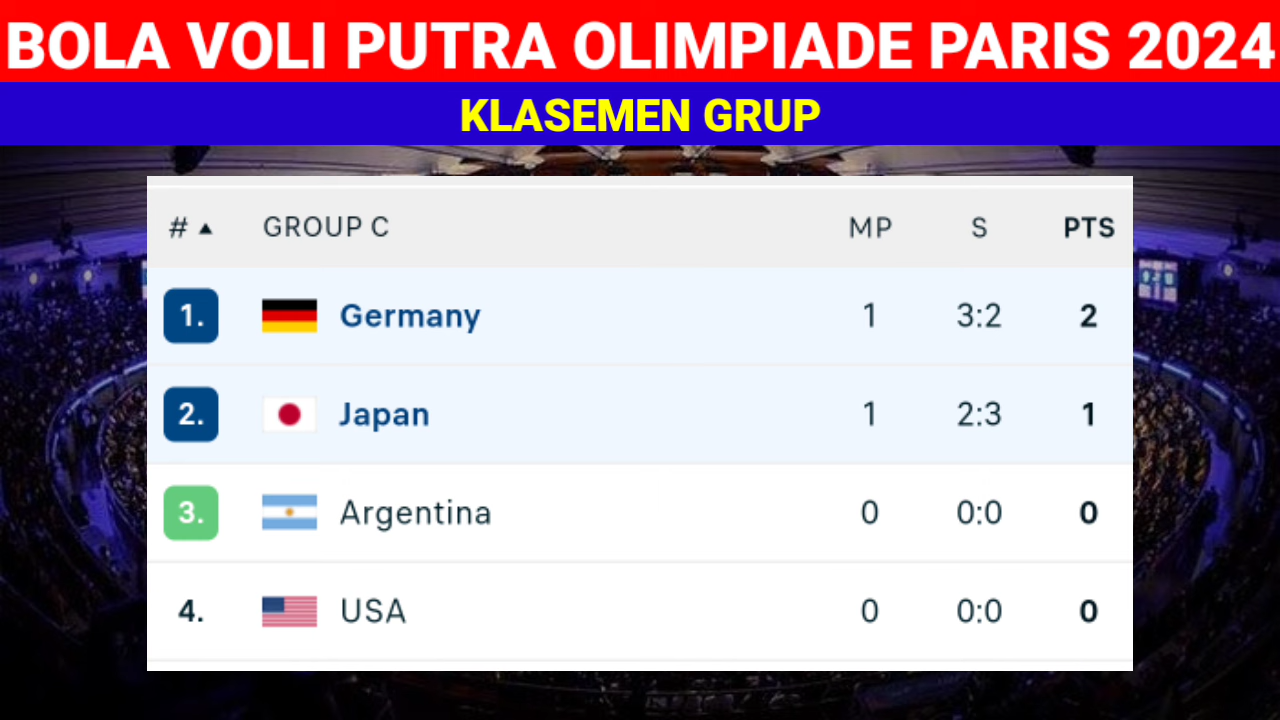 BOLA VOLI PUTRA OLIMPIADE PARIS 2024
KLASEMEN GRUP
# ▲ GROUP C MP S PTS
1. Germany 1 3:2 2
2. Japan 1 2:3 1
3. Argentina 0 0:0 0
4. USA 0 0:0 0